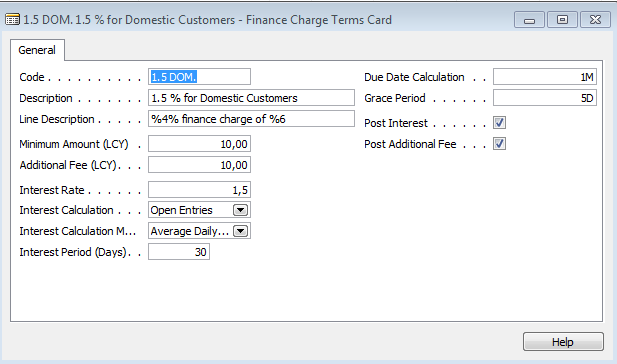 1.5 DOM. 1.5 % for Domestic Customers - Finance Charge Terms Card
General
Code . . . . . . . . . . 1.5 DOM.
Description . . . . . . . 1.5 % for Domestic Customers
Line Description . . . . . %4% finance charge of %6
Minimum Amount (LCY) . 10,00
Additional Fee (LCY). . . 10,00
Interest Rate . . . . . . 1,5
Interest Calculation . . . Open Entries
Interest Calculation M... Average Daily...
Interest Period (Days). . 30
Due Date Calculation . . 1M
Grace Period . . . . . . 5D
Post Interest . . . . . .
Post Additional Fee . . .
Help